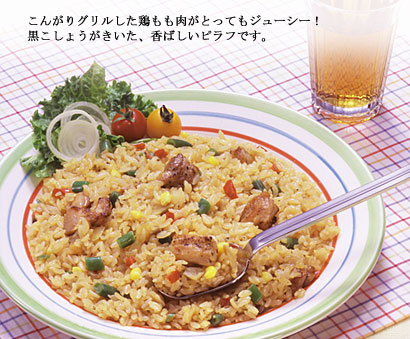 こんがりグリルした鶏もも肉がとってもジューシー！
黒こしょうがきいた、香ばしいピラフです。